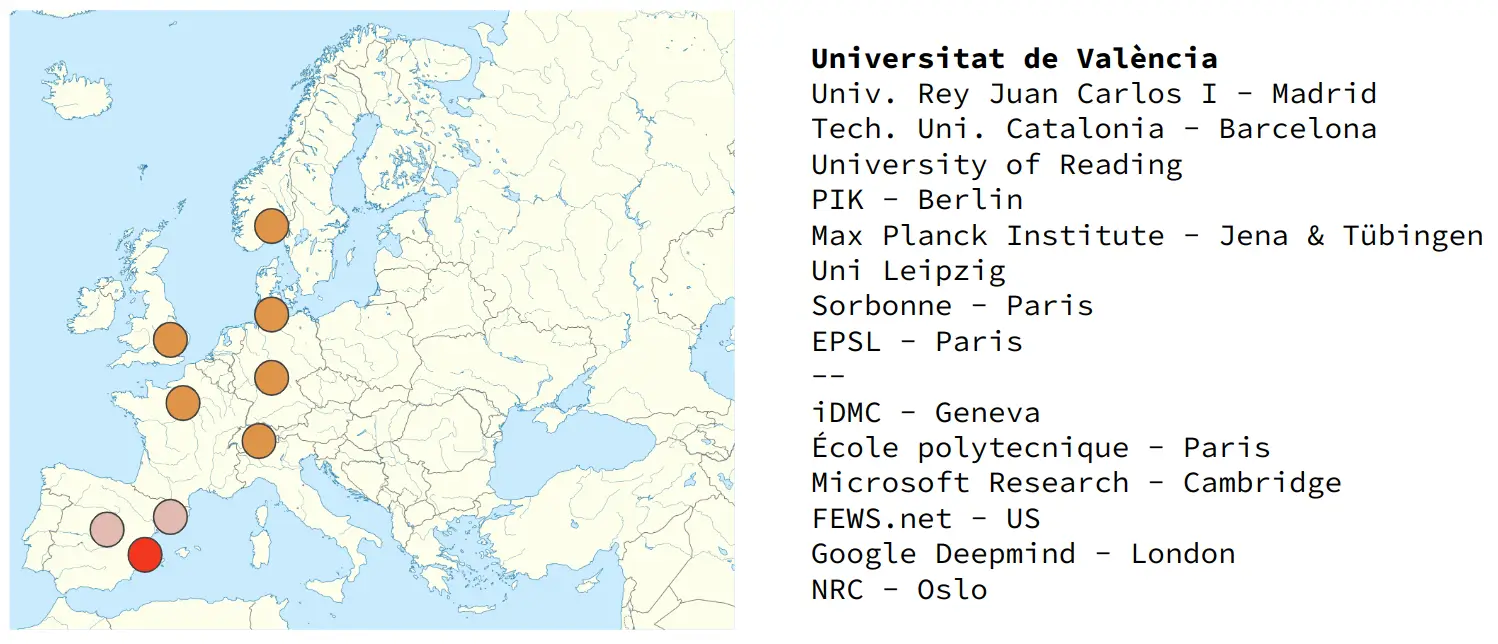 Universitat de València
Univ. Rey Juan Carlos I - Madrid
Tech. Uni. Catalonia - Barcelona
University of Reading
PIK - Berlin
Max Planck Institute - Jena & Tübingen
Uni Leipzig
Sorbonne - Paris
EPSL - Paris
--
iDMC - Geneva
École polytecnique - Paris
Microsoft Research - Cambridge
FEWS.net - US
Google Deepmind - London
NRC - Oslo